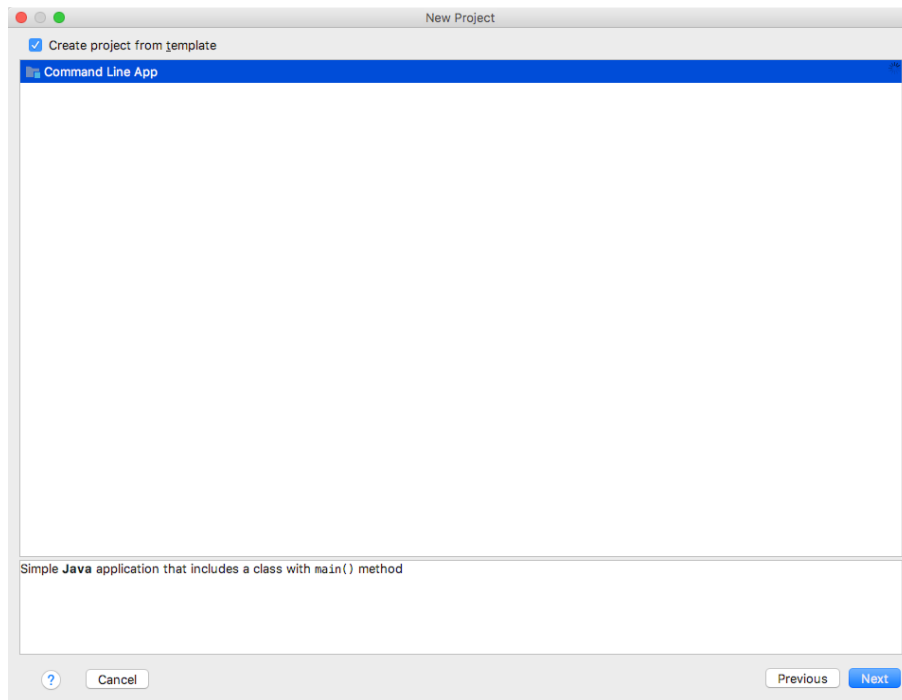 New Project
Create project from template
Command Line App
Simple Java application that includes a class with main() method
? Cancel Previous Next